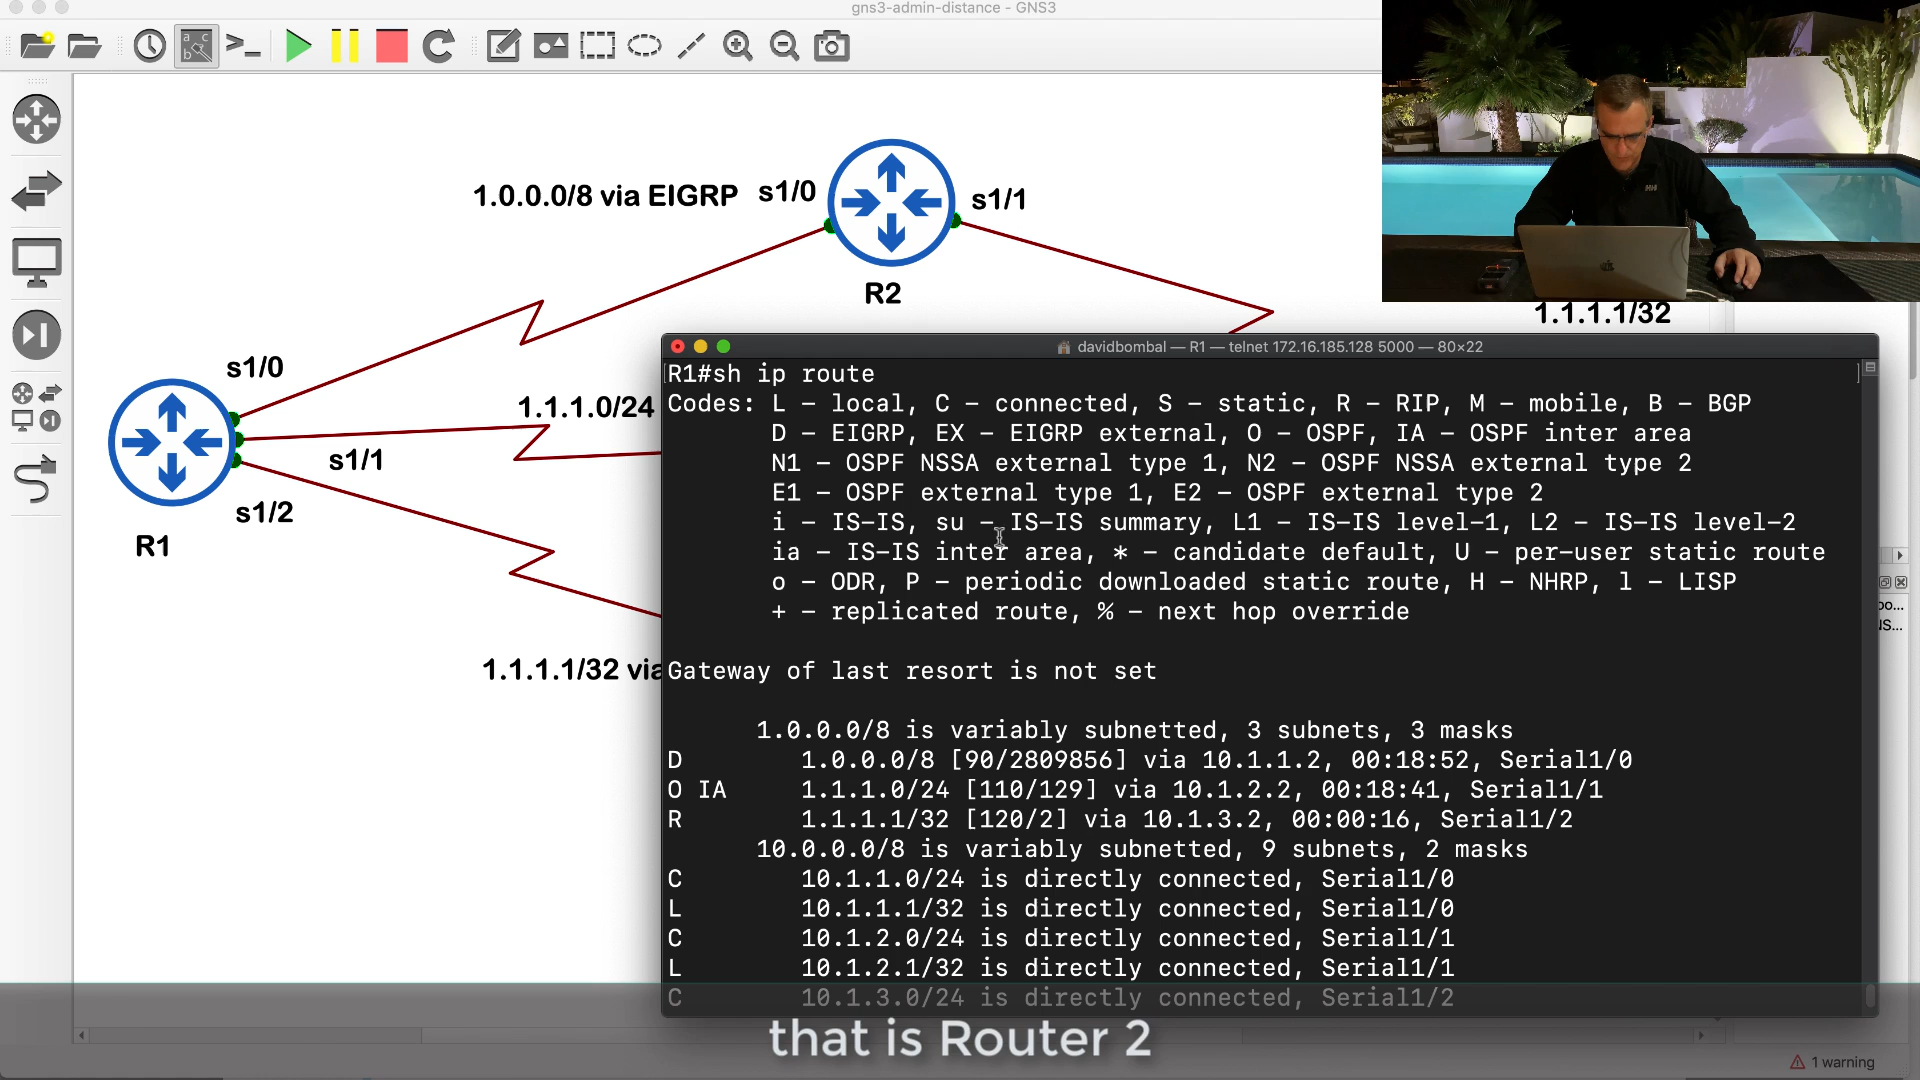 gns3-admin-distance - GNS3
1.0.0.0/8 via EIGRP
s1/0
s1/1
R2
1.1.1.1/32
s1/0
1.1.1.0/24
s1/1
s1/2
R1
1.1.1.1/32 via
davidbombal — R1 — telnet 172.16.185.128 5000 — 80×22
R1#sh ip route
Codes: L - local, C - connected, S - static, R - RIP, M - mobile, B - BGP
D - EIGRP, EX - EIGRP external, O - OSPF, IA - OSPF inter area
N1 - OSPF NSSA external type 1, N2 - OSPF NSSA external type 2
E1 - OSPF external type 1, E2 - OSPF external type 2
i - IS-IS, su - IS-IS summary, L1 - IS-IS level-1, L2 - IS-IS level-2
ia - IS-IS inter area, * - candidate default, U - per-user static route
o - ODR, P - periodic downloaded static route, H - NHRP, l - LISP
+ - replicated route, % - next hop override
Gateway of last resort is not set
1.0.0.0/8 is variably subnetted, 3 subnets, 3 masks
D 1.0.0.0/8 [90/2809856] via 10.1.1.2, 00:18:52, Serial1/0
O IA 1.1.1.0/24 [110/129] via 10.1.2.2, 00:18:41, Serial1/1
R 1.1.1.1/32 [120/2] via 10.1.3.2, 00:00:16, Serial1/2
10.0.0.0/8 is variably subnetted, 9 subnets, 2 masks
C 10.1.1.0/24 is directly connected, Serial1/0
L 10.1.1.1/32 is directly connected, Serial1/0
C 10.1.2.0/24 is directly connected, Serial1/1
L 10.1.2.1/32 is directly connected, Serial1/1
C 10.1.3.0/24 is directly connected, Serial1/2
that is Router 2
1 warning